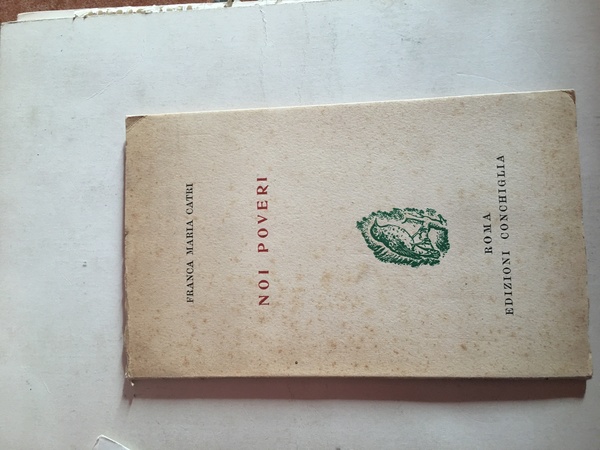 FRANCA MARIA CATRI
NOI POVERI
ROMA
EDIZIONI CONCHIGLIA